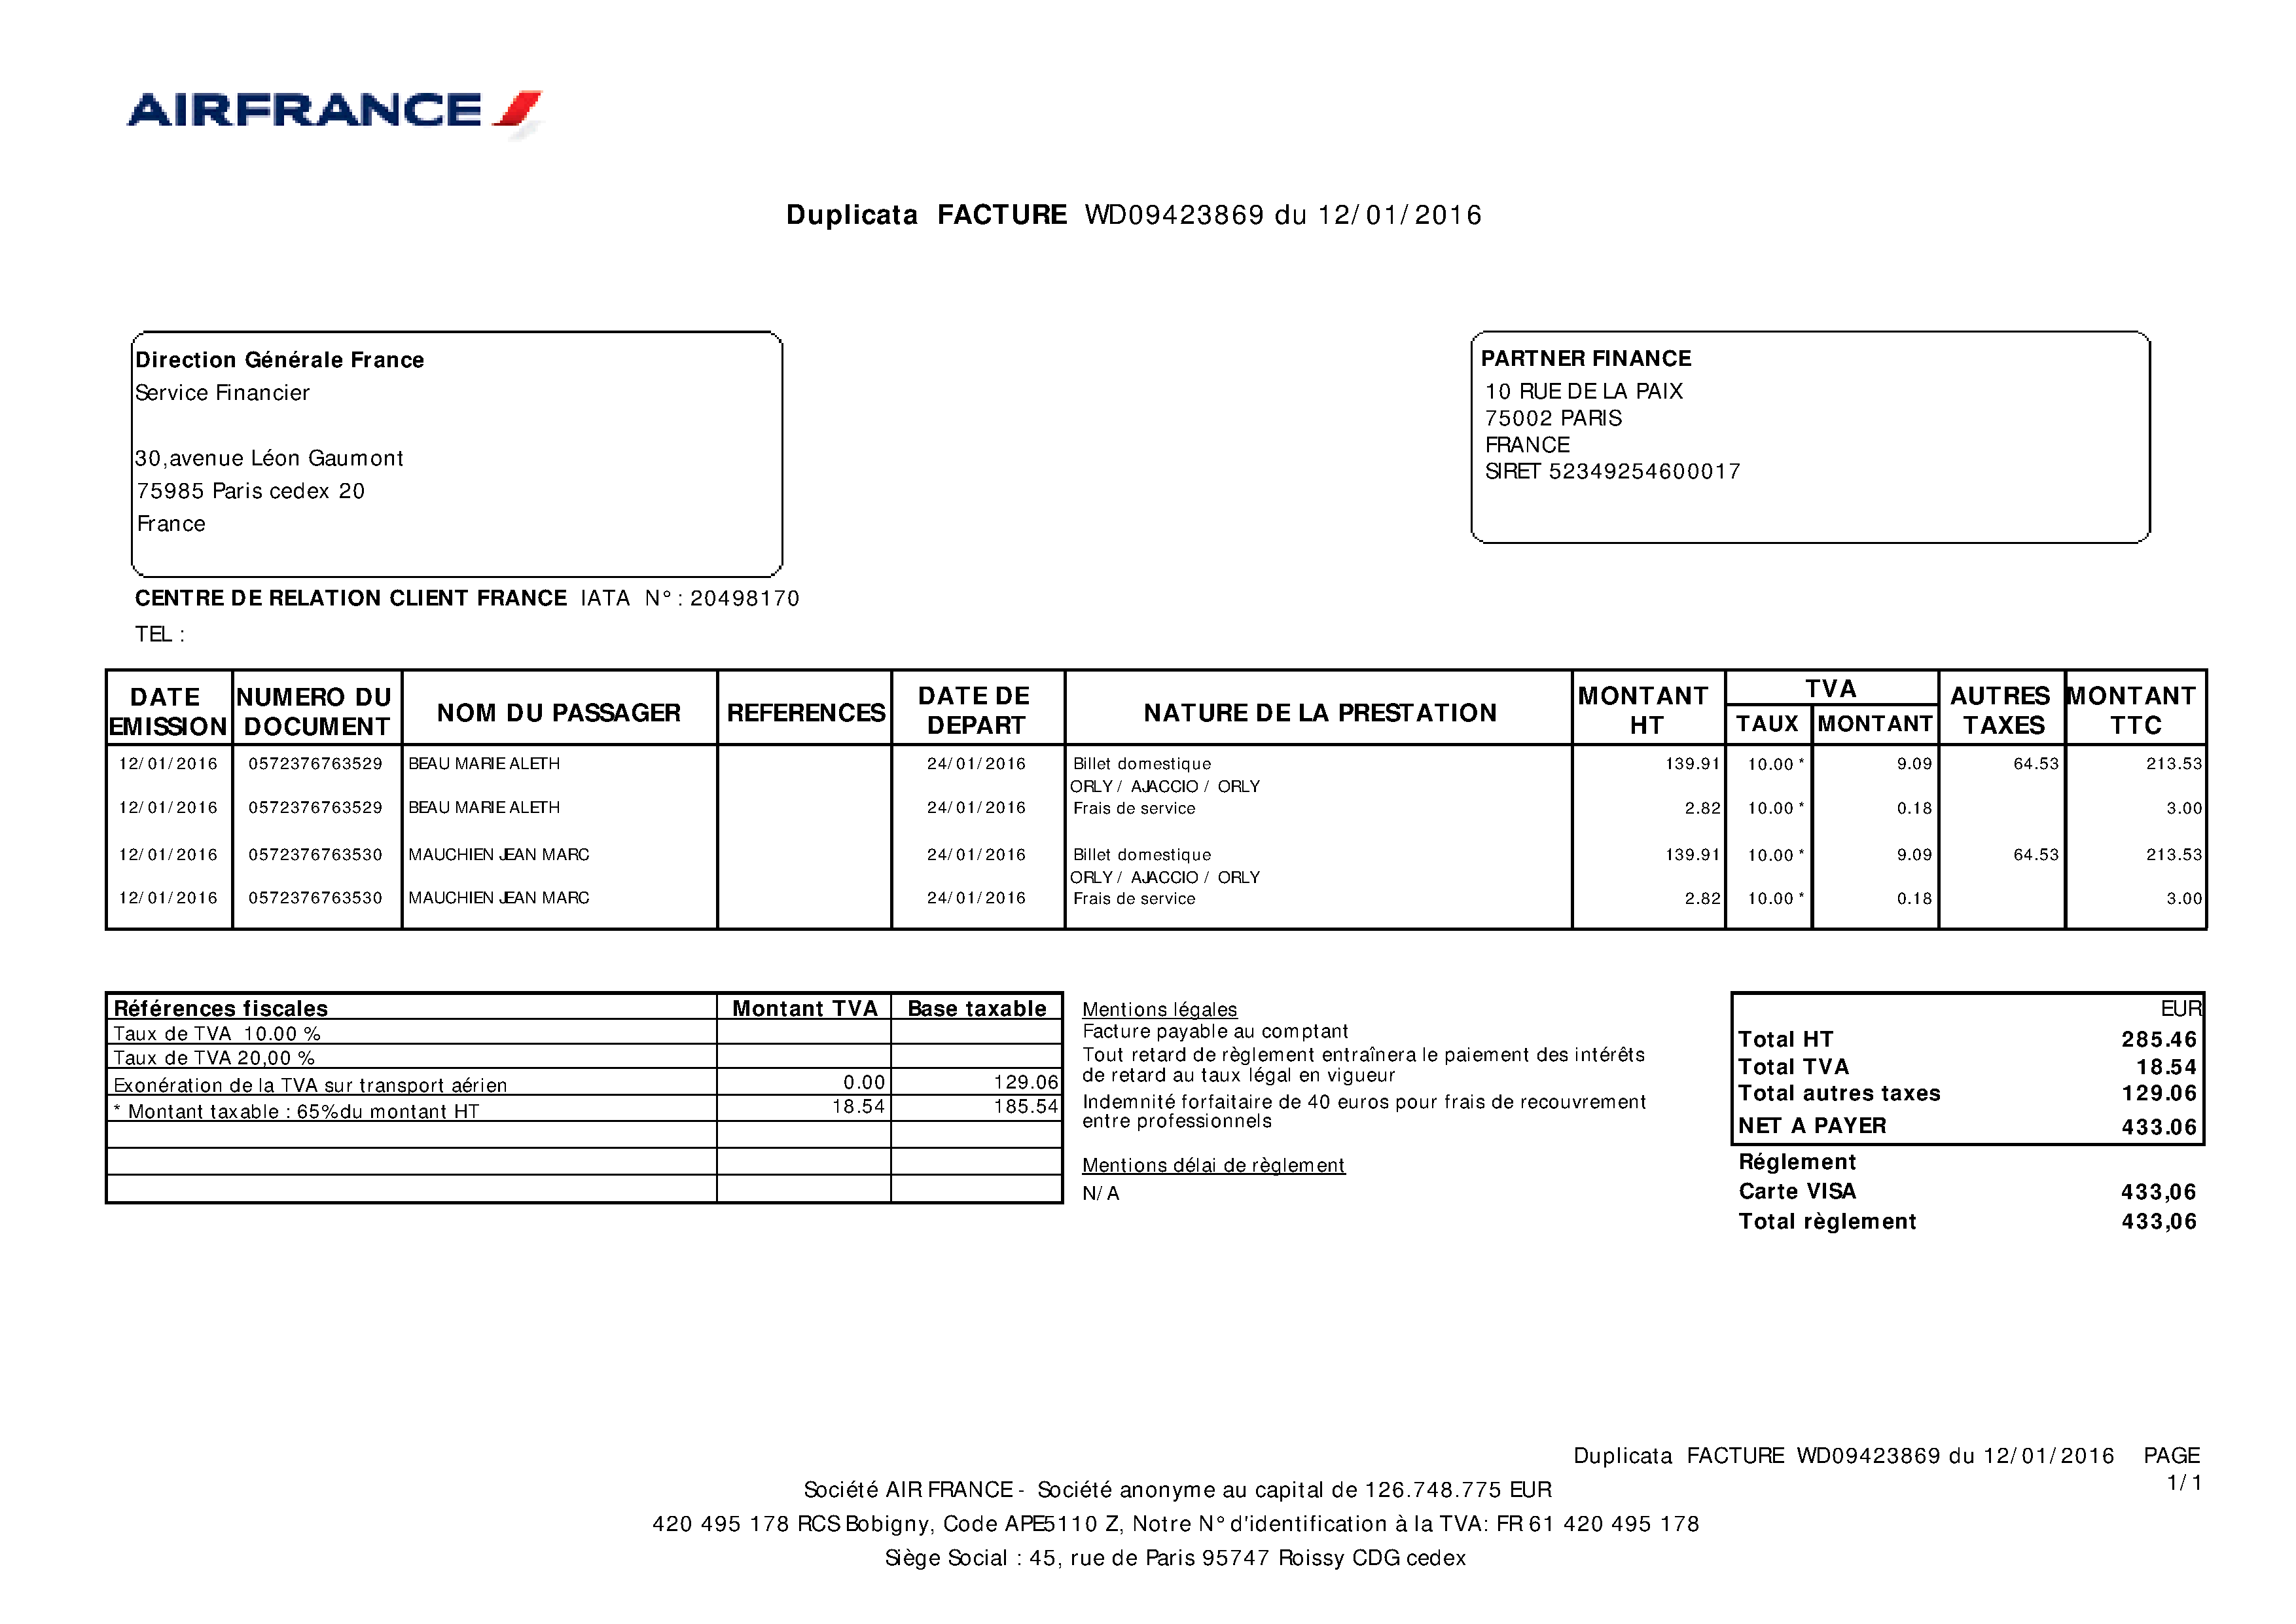 AIRFRANCE
Duplicata FACTURE WD09423869 du 12/01/2016
Direction Générale France
Service Financier
30,avenue Léon Gaumont
75985 Paris cedex 20
France
PARTNER FINANCE
10 RUE DE LA PAIX
75002 PARIS
FRANCE
SIRET 52349254600017
CENTRE DE RELATION CLIENT FRANCE IATA N° : 20498170
TEL :
DATE EMISSION NUMERO DU DOCUMENT NOM DU PASSAGER REFERENCES DATE DE DEPART NATURE DE LA PRESTATION MONTANT HT TVA TAUX MONTANT AUTRES TAXES MONTANT TTC
12/01/2016 0572376763529 BEAU MARIE ALETH 24/01/2016 Billet domestique 139.91 10.00 * 9.09 64.53 213.53
ORLY / AJACCIO / ORLY
12/01/2016 0572376763529 BEAU MARIE ALETH 24/01/2016 Frais de service 2.82 10.00 * 0.18 3.00
12/01/2016 0572376763530 MAUCHIEN JEAN MARC 24/01/2016 Billet domestique 139.91 10.00 * 9.09 64.53 213.53
ORLY / AJACCIO / ORLY
12/01/2016 0572376763530 MAUCHIEN JEAN MARC 24/01/2016 Frais de service 2.82 10.00 * 0.18 3.00
Références fiscales Montant TVA Base taxable
Taux de TVA 10.00 %
Taux de TVA 20,00 %
Exonération de la TVA sur transport aérien 0.00 129.06
* Montant taxable : 65%du montant HT 18.54 185.54
Mentions légales
Facture payable au comptant
Tout retard de règlement entraînera le paiement des intérêts
de retard au taux légal en vigueur
Indemnité forfaitaire de 40 euros pour frais de recouvrement
entre professionnels
Mentions délai de règlement
N/A
EUR
Total HT 285.46
Total TVA 18.54
Total autres taxes 129.06
NET A PAYER 433.06
Réglement
Carte VISA 433,06
Total règlement 433,06
Duplicata FACTURE WD09423869 du 12/01/2016 PAGE
1/1
Société AIR FRANCE - Société anonyme au capital de 126.748.775 EUR
420 495 178 RCS Bobigny, Code APE5110 Z, Notre N° d'identification à la TVA: FR 61 420 495 178
Siège Social : 45, rue de Paris 95747 Roissy CDG cedex